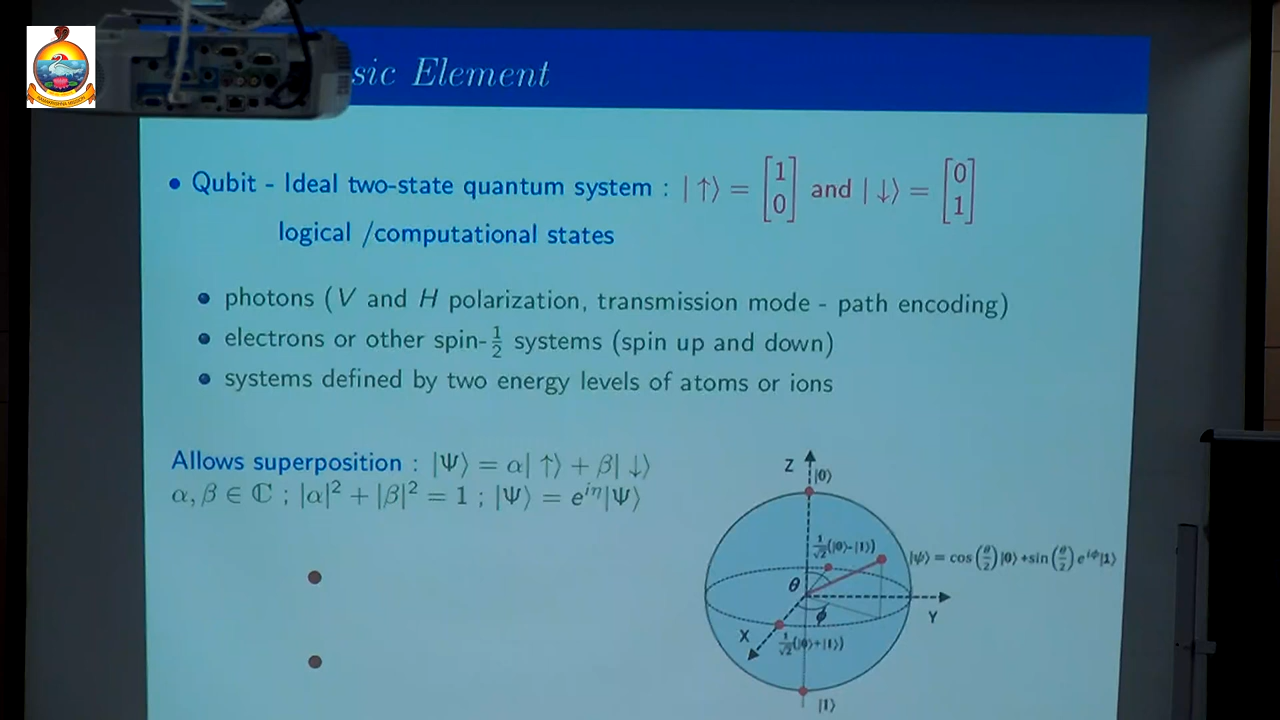 sic Element
• Qubit - Ideal two-state quantum system : |↑⟩ = [1 0] and |↓⟩ = [0 1]
logical /computational states
• photons (V and H polarization, transmission mode - path encoding)
• electrons or other spin-½ systems (spin up and down)
• systems defined by two energy levels of atoms or ions
Allows superposition : |Ψ⟩ = α|↑⟩ + β|↓⟩
α, β ∈ ℂ ; |α|² + |β|² = 1 ; |Ψ⟩ = e^{iη}|Ψ⟩
Z
|0⟩
1/√2(|0⟩-|1⟩)
|ψ⟩ = cos(θ/2)|0⟩+sin(θ/2)e^{iϕ}|1⟩
θ
ϕ
Y
X
1/√2(|0⟩+|1⟩)
|1⟩
RAMAKRISHNA MISSION